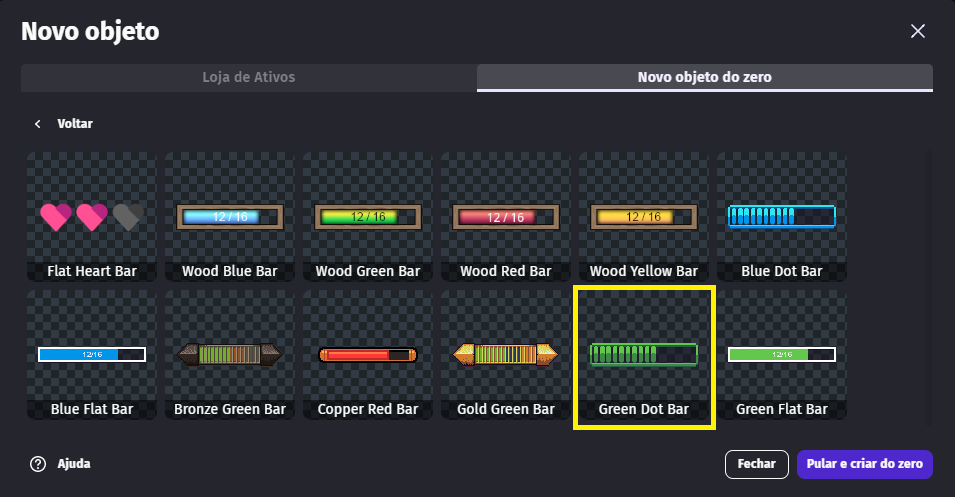 Novo objeto
Loja de Ativos
Novo objeto do zero
Voltar
12 / 16
12 / 16
12 / 16
12 / 16
Flat Heart Bar
Wood Blue Bar
Wood Green Bar
Wood Red Bar
Wood Yellow Bar
Blue Dot Bar
12/16
12/16
Blue Flat Bar
Bronze Green Bar
Copper Red Bar
Gold Green Bar
Green Dot Bar
Green Flat Bar
? Ajuda
Fechar
Pular e criar do zero